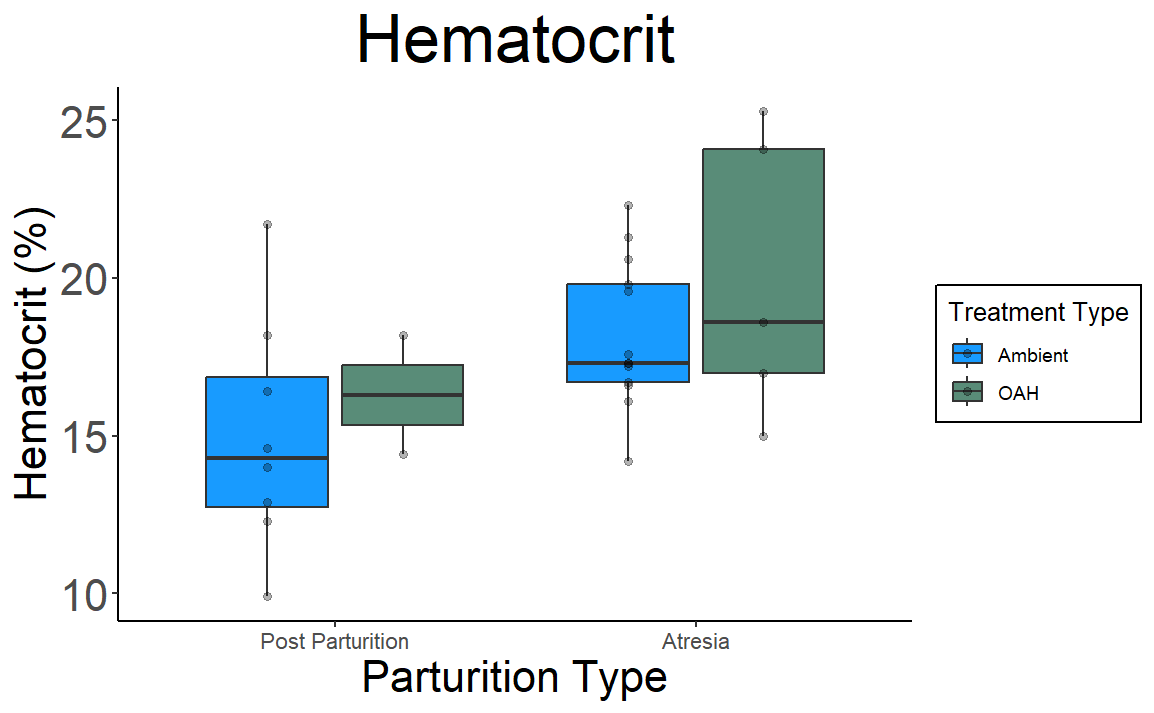 Hematocrit
Hematocrit (%)
25
20
15
10
Post Parturition
Atresia
Parturition Type
Treatment Type
Ambient
OAH